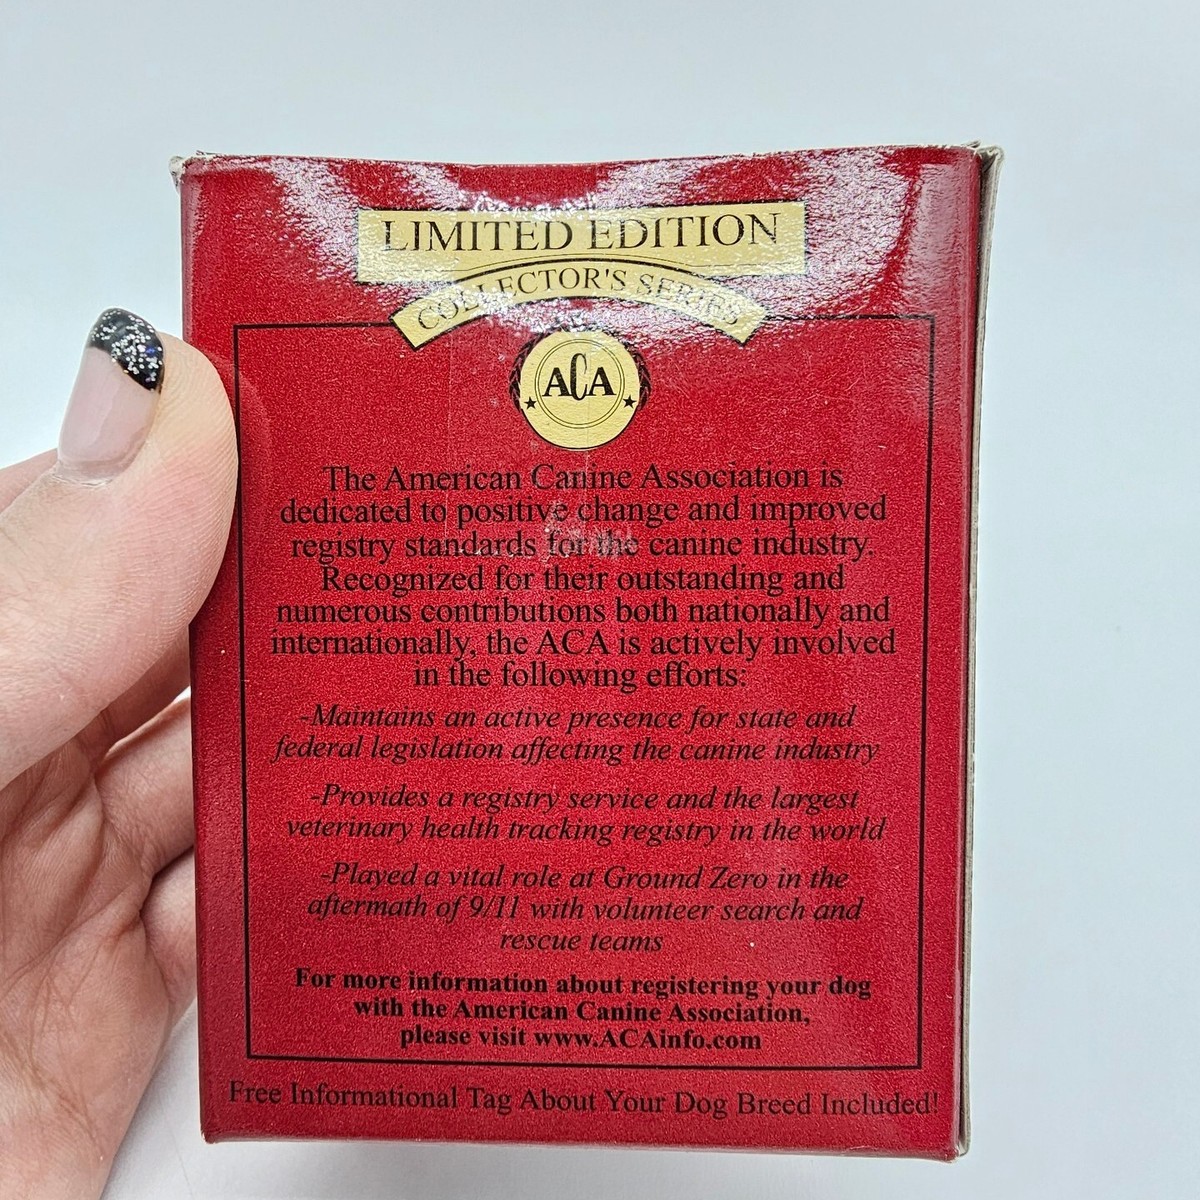 LIMITED EDITION
COLLECTOR'S SERIES
ACA
The American Canine Association is
dedicated to positive change and improved
registry standards for the canine industry.
Recognized for their outstanding and
numerous contributions both nationally and
internationally, the ACA is actively involved
in the following efforts:
-Maintains an active presence for state and
federal legislation affecting the canine industry
-Provides a registry service and the largest
veterinary health tracking registry in the world
-Played a vital role at Ground Zero in the
aftermath of 9/11 with volunteer search and
rescue teams
For more information about registering your dog
with the American Canine Association,
please visit www.ACAinfo.com
Free Informational Tag About Your Dog Breed Included!